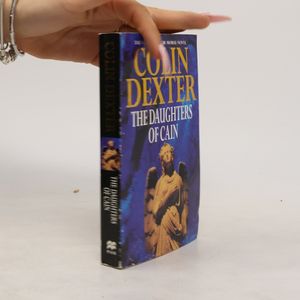 COLIN
DEXTER
THE DAUGHTERS
OF CAIN
COLIN DEXTER
THE DAUGHTERS
OF CAIN